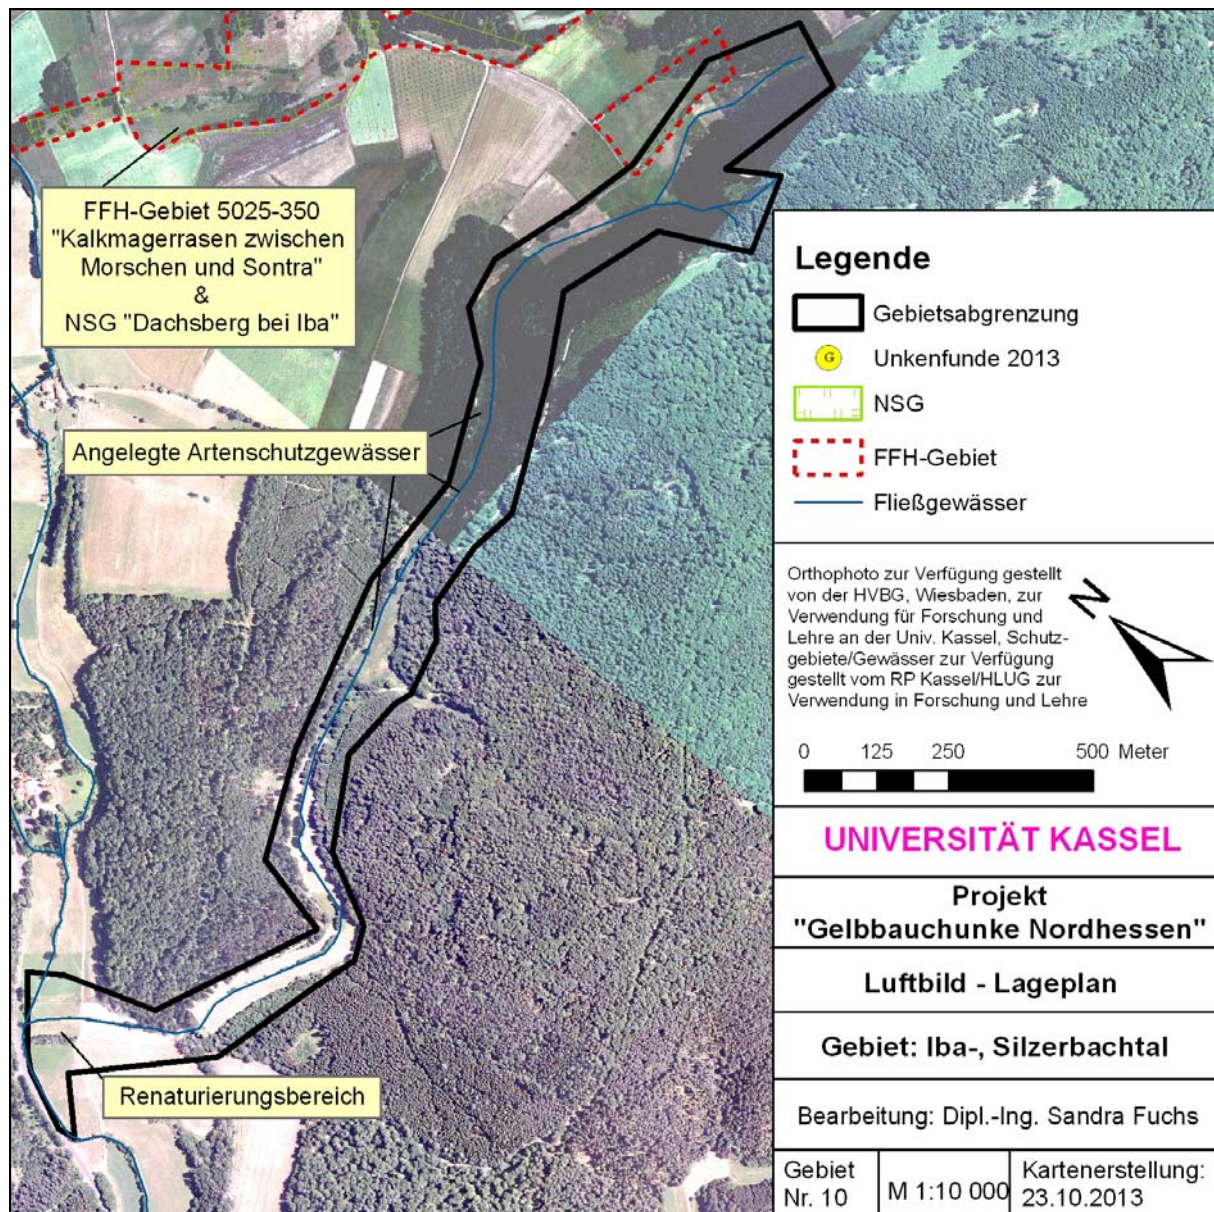 FFH-Gebiet 5025-350
"Kalkmagerrasen zwischen
Morschen und Sontra"
&
NSG "Dachsberg bei Iba"
Angelegte Artenschutzgewässer
Renaturierungsbereich
Legende
Gebietsabgrenzung
G
Unkenfunde 2013
NSG
FFH-Gebiet
Fließgewässer
Orthophoto zur Verfügung gestellt
von der HVBG, Wiesbaden, zur
Verwendung für Forschung und
Lehre an der Univ. Kassel, Schutz-
gebiete/Gewässer zur Verfügung
gestellt vom RP Kassel/HLUG zur
Verwendung in Forschung und Lehre
N
0 125 250 500 Meter
UNIVERSITÄT KASSEL
Projekt
"Gelbbauchunke Nordhessen"
Luftbild - Lageplan
Gebiet: Iba-, Silzerbachtal
Bearbeitung: Dipl.-Ing. Sandra Fuchs
Gebiet
Nr. 10
M 1:10 000
Kartenerstellung:
23.10.2013